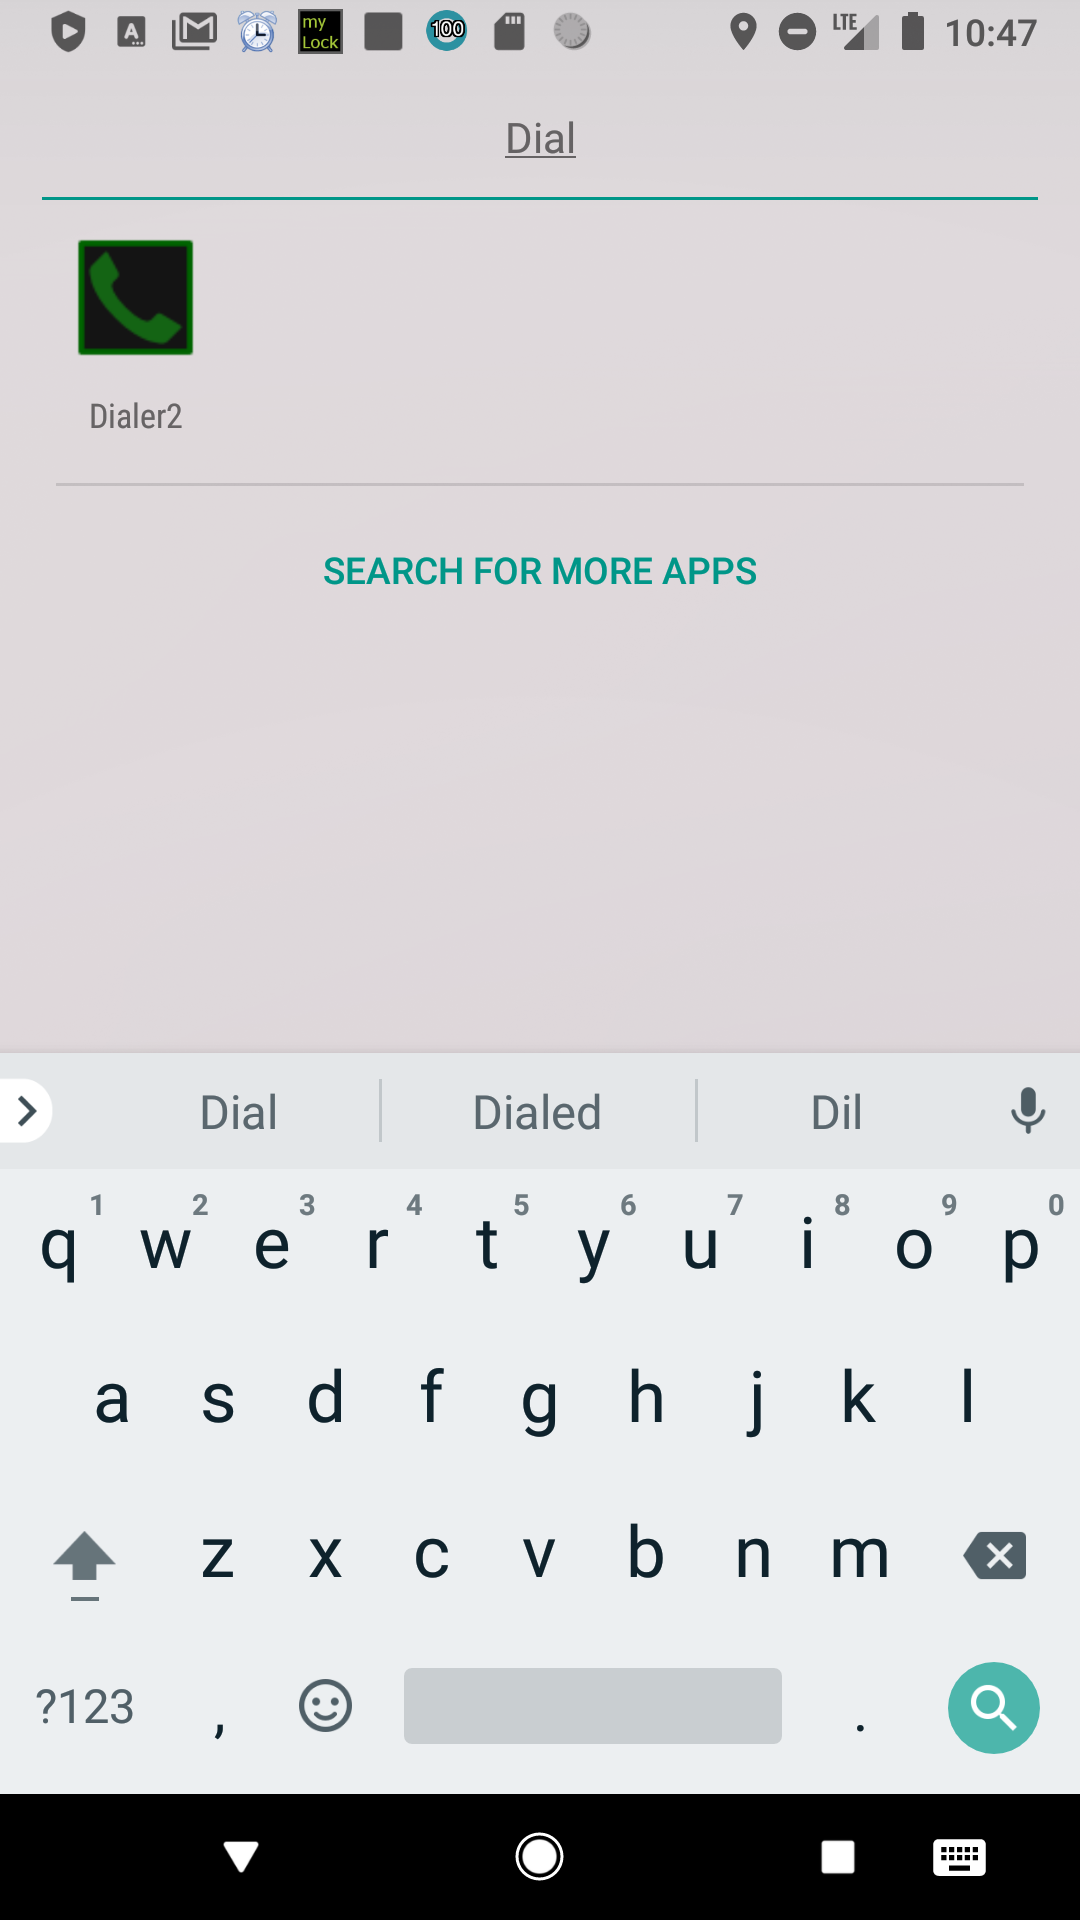 A
my
Lock
100
LTE
10:47
Dial
Dialer2
SEARCH FOR MORE APPS
Dial Dialed Dil
1 2 3 4 5 6 7 8 9 0
q w e r t y u i o p
a s d f g h j k l
z x c v b n m
?123 , .